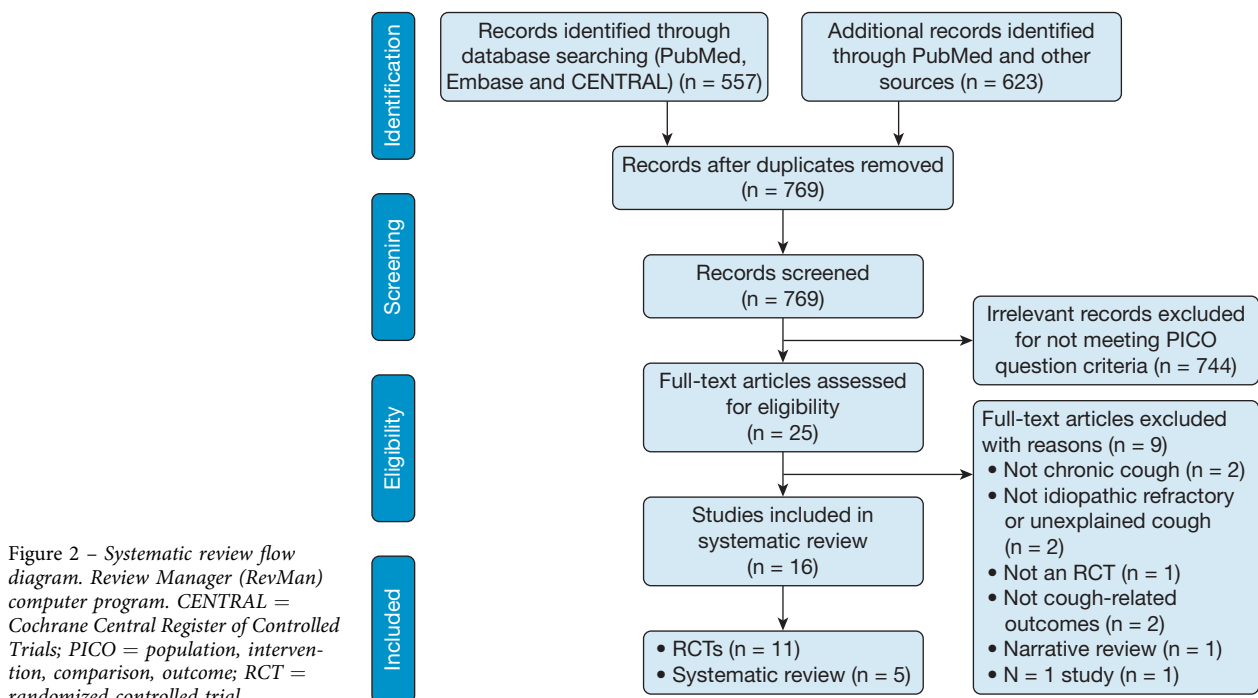 Identification
Records identified through
database searching (PubMed,
Embase and CENTRAL) (n = 557)
Additional records identified
through PubMed and other
sources (n = 623)
Records after duplicates removed
(n = 769)
Screening
Records screened
(n = 769)
Irrelevant records excluded
for not meeting PICO
question criteria (n = 744)
Eligibility
Full-text articles assessed
for eligibility
(n = 25)
Full-text articles excluded
with reasons (n = 9)
• Not chronic cough (n = 2)
• Not idiopathic refractory
or unexplained cough
(n = 2)
• Not an RCT (n = 1)
• Not cough-related
outcomes (n = 2)
• Narrative review (n = 1)
• N = 1 study (n = 1)
Included
Studies included in
systematic review
(n = 16)
• RCTs (n = 11)
• Systematic review (n = 5)
Figure 2 – Systematic review flow
diagram. Review Manager (RevMan)
computer program. CENTRAL =
Cochrane Central Register of Controlled
Trials; PICO = population, interven-
tion, comparison, outcome; RCT =
randomized controlled trial